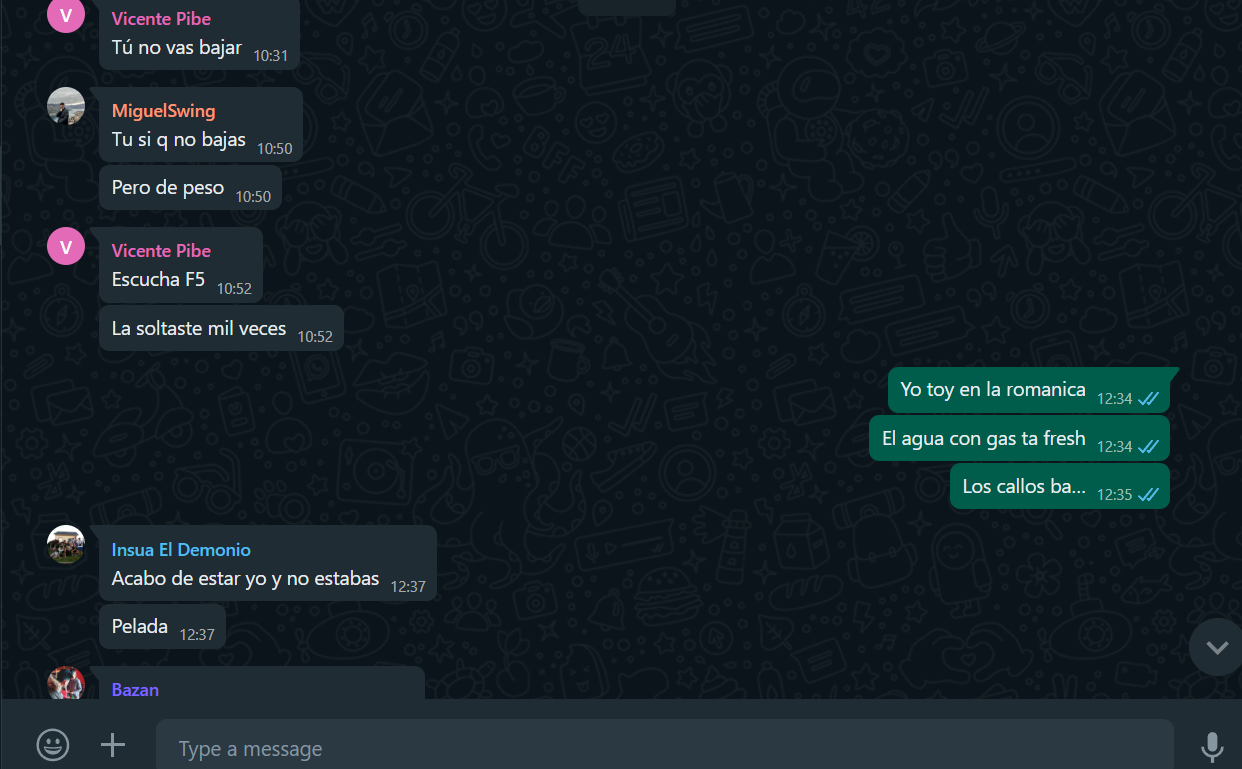 V
Vicente Pibe
Tú no vas bajar 10:31
MiguelSwing
Tu si q no bajas 10:50
Pero de peso 10:50
V
Vicente Pibe
Escucha F5 10:52
La soltaste mil veces 10:52
Yo toy en la romanica 12:34
El agua con gas ta fresh 12:34
Los callos ba... 12:35
Insua El Demonio
Acabo de estar yo y no estabas 12:37
Pelada 12:37
Bazan
Type a message